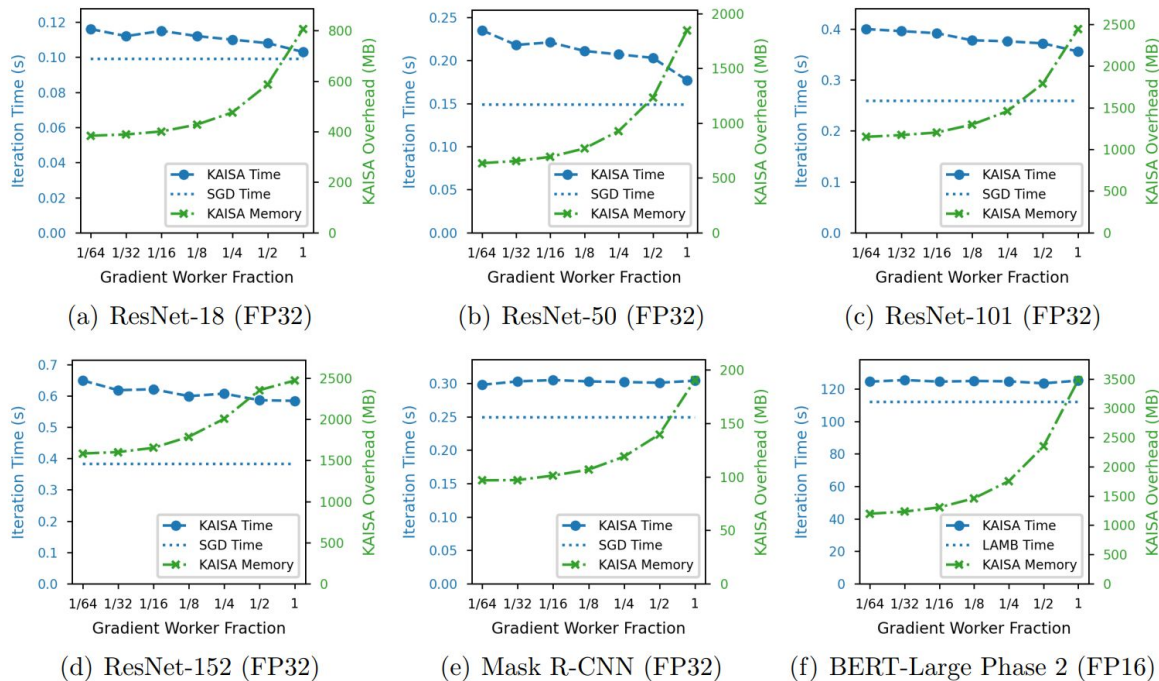 0.12
0.10
0.08
0.06
0.04
0.02
0.00
Iteration Time (s)
800
600
400
200
0
KAISA Overhead (MB)
KAISA Time
SGD Time
KAISA Memory
1/64 1/32 1/16 1/8 1/4 1/2 1
Gradient Worker Fraction
(a) ResNet-18 (FP32)
0.25
0.20
0.15
0.10
0.05
0.00
Iteration Time (s)
2000
1500
1000
500
0
KAISA Overhead (MB)
KAISA Time
SGD Time
KAISA Memory
1/64 1/32 1/16 1/8 1/4 1/2 1
Gradient Worker Fraction
(b) ResNet-50 (FP32)
0.4
0.3
0.2
0.1
0.0
Iteration Time (s)
2500
2000
1500
1000
500
0
KAISA Overhead (MB)
KAISA Time
SGD Time
KAISA Memory
1/64 1/32 1/16 1/8 1/4 1/2 1
Gradient Worker Fraction
(c) ResNet-101 (FP32)
0.7
0.6
0.5
0.4
0.3
0.2
0.1
0.0
Iteration Time (s)
2500
2000
1500
1000
500
0
KAISA Overhead (MB)
KAISA Time
SGD Time
KAISA Memory
1/64 1/32 1/16 1/8 1/4 1/2 1
Gradient Worker Fraction
(d) ResNet-152 (FP32)
0.30
0.25
0.20
0.15
0.10
0.05
0.00
Iteration Time (s)
200
150
100
50
0
KAISA Overhead (MB)
KAISA Time
SGD Time
KAISA Memory
1/64 1/32 1/16 1/8 1/4 1/2 1
Gradient Worker Fraction
(e) Mask R-CNN (FP32)
120
100
80
60
40
20
0
Iteration Time (s)
3500
3000
2500
2000
1500
1000
500
0
KAISA Overhead (MB)
KAISA Time
LAMB Time
KAISA Memory
1/64 1/32 1/16 1/8 1/4 1/2 1
Gradient Worker Fraction
(f) BERT-Large Phase 2 (FP16)